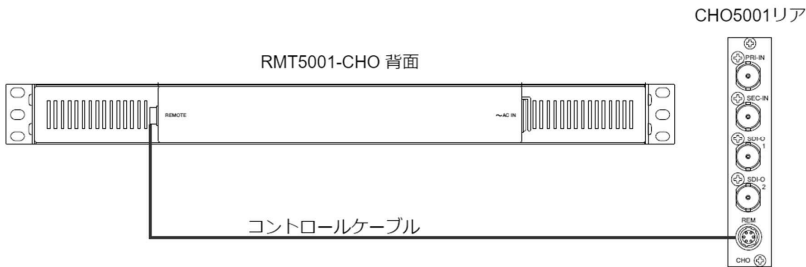 CHO5001リア
RMT5001-CHO 背面
PRI-IN
SEC-IN
REMOTE
～AC IN
SDI-O
1
SDI-O
2
コントロールケーブル
REM
CHO